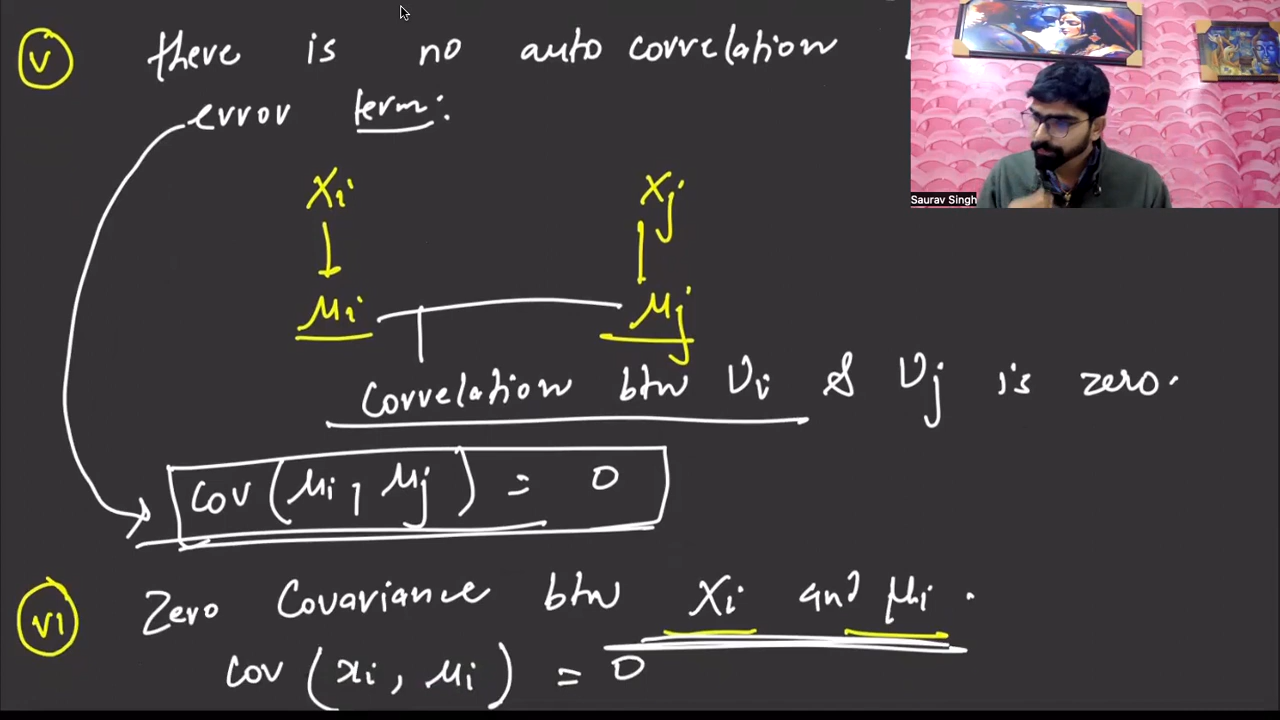 v there is no auto correlation
error term:
Xi Xj
μi μj
Correlation btw Ui & Uj is zero.
Cov (μi, μj) = 0
vi Zero Covariance btw Xi and μi.
Cov (xi, μi) = 0
Saurav Singh